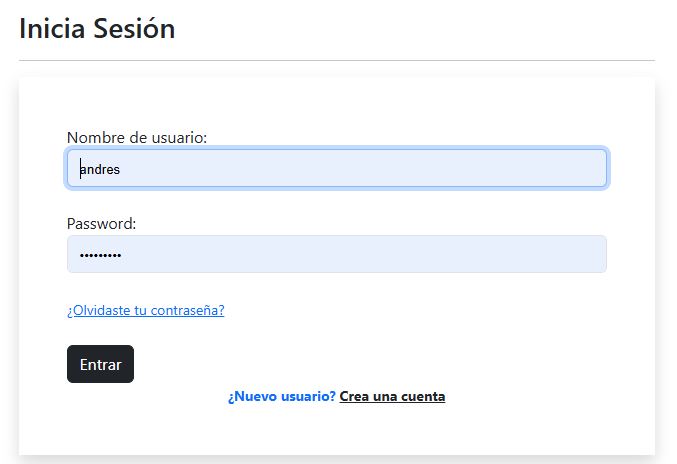 Inicia Sesión
Nombre de usuario:
andres
Password:
•••••••••
¿Olvidaste tu contraseña?
Entrar
¿Nuevo usuario? Crea una cuenta